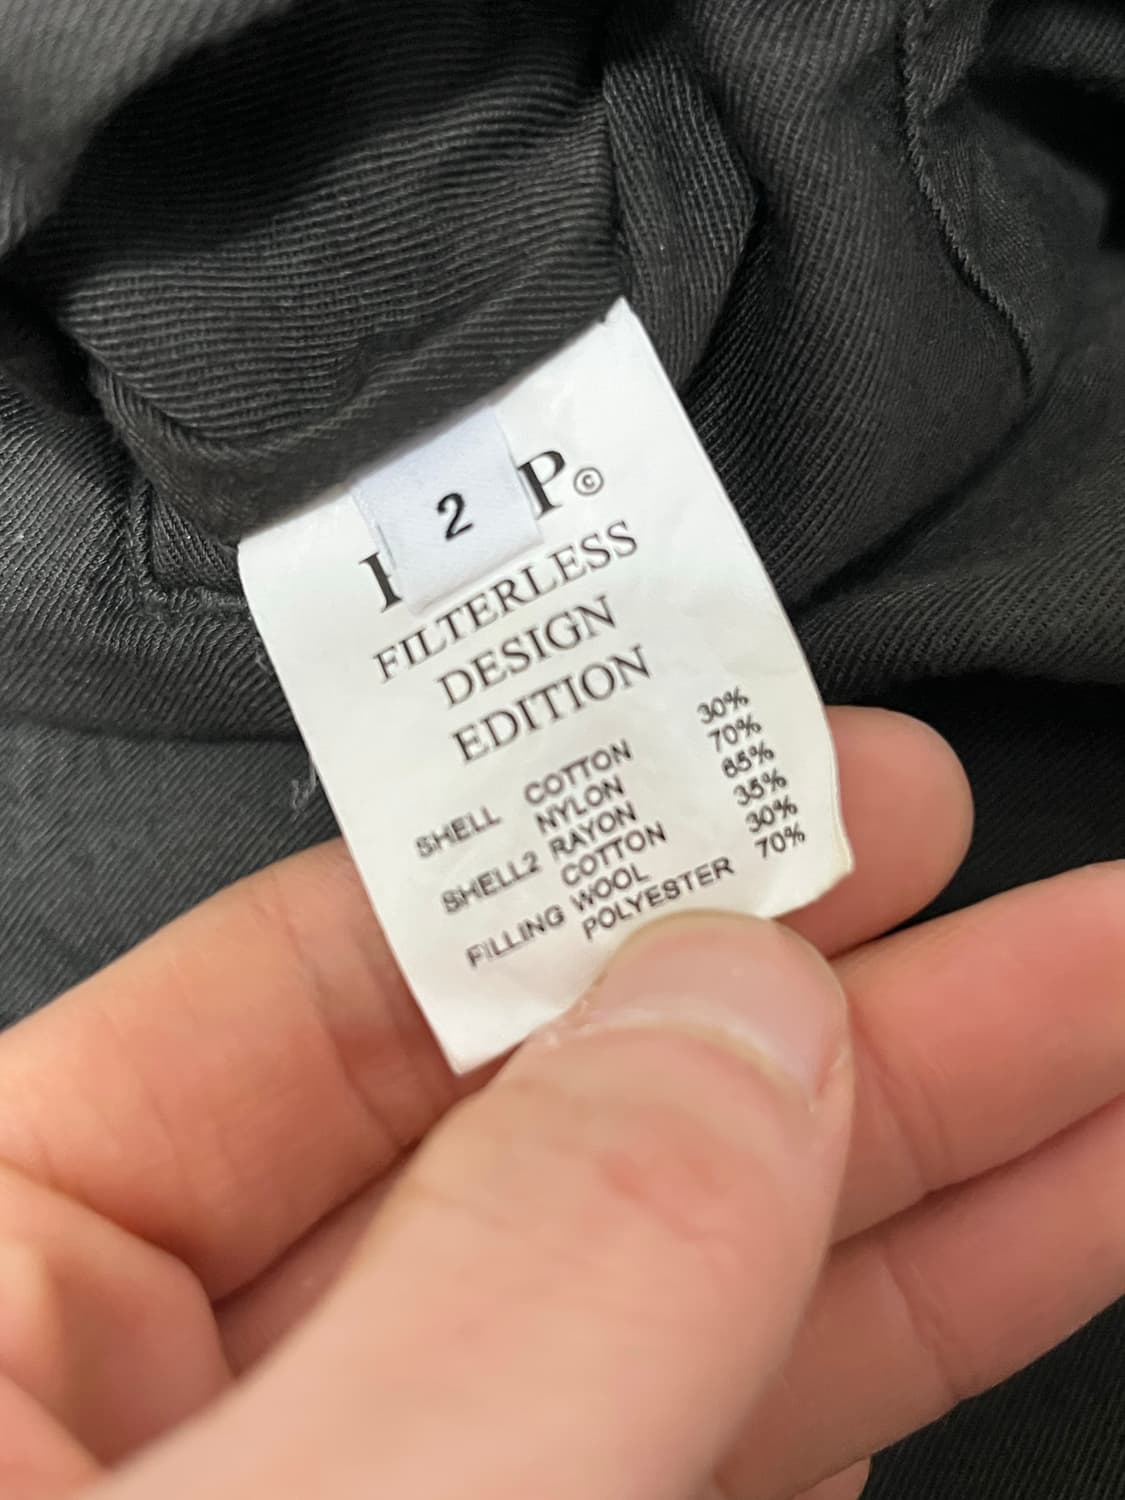 2
P©
FILTERLESS
DESIGN
EDITION
SHELL COTTON 30%
NYLON 70%
SHELL2 RAYON 65%
COTTON 35%
FILLING WOOL 30%
POLYESTER 70%